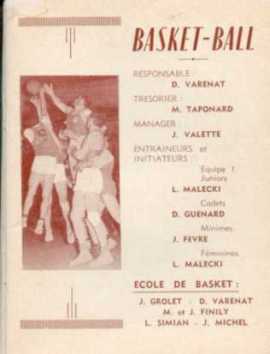 BASKET-BALL
RESPONSABLE :
D. VARENAT
TRESORIER :
M. TAPONARD
MANAGER :
J. VALETTE
ENTRAINEURS et
INITIATEURS :
Equipe 1
Juniors
L. MALECKI
Cadets
D. GUENARD
Minimes
J. FEVRE
Féminines
L. MALECKI
ECOLE DE BASKET :
J. GROLET - D. VARENAT
M. et J. FINILY
L. SIMIAN - J. MICHEL